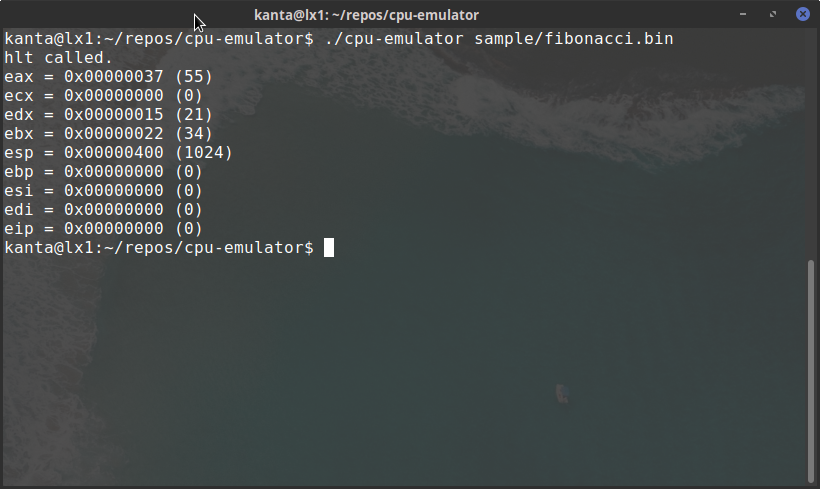 kanta@lx1: ~/repos/cpu-emulator
kanta@lx1:~/repos/cpu-emulator$ ./cpu-emulator sample/fibonacci.bin
hlt called.
eax = 0x00000037 (55)
ecx = 0x00000000 (0)
edx = 0x00000015 (21)
ebx = 0x00000022 (34)
esp = 0x00000400 (1024)
ebp = 0x00000000 (0)
esi = 0x00000000 (0)
edi = 0x00000000 (0)
eip = 0x00000000 (0)
kanta@lx1:~/repos/cpu-emulator$